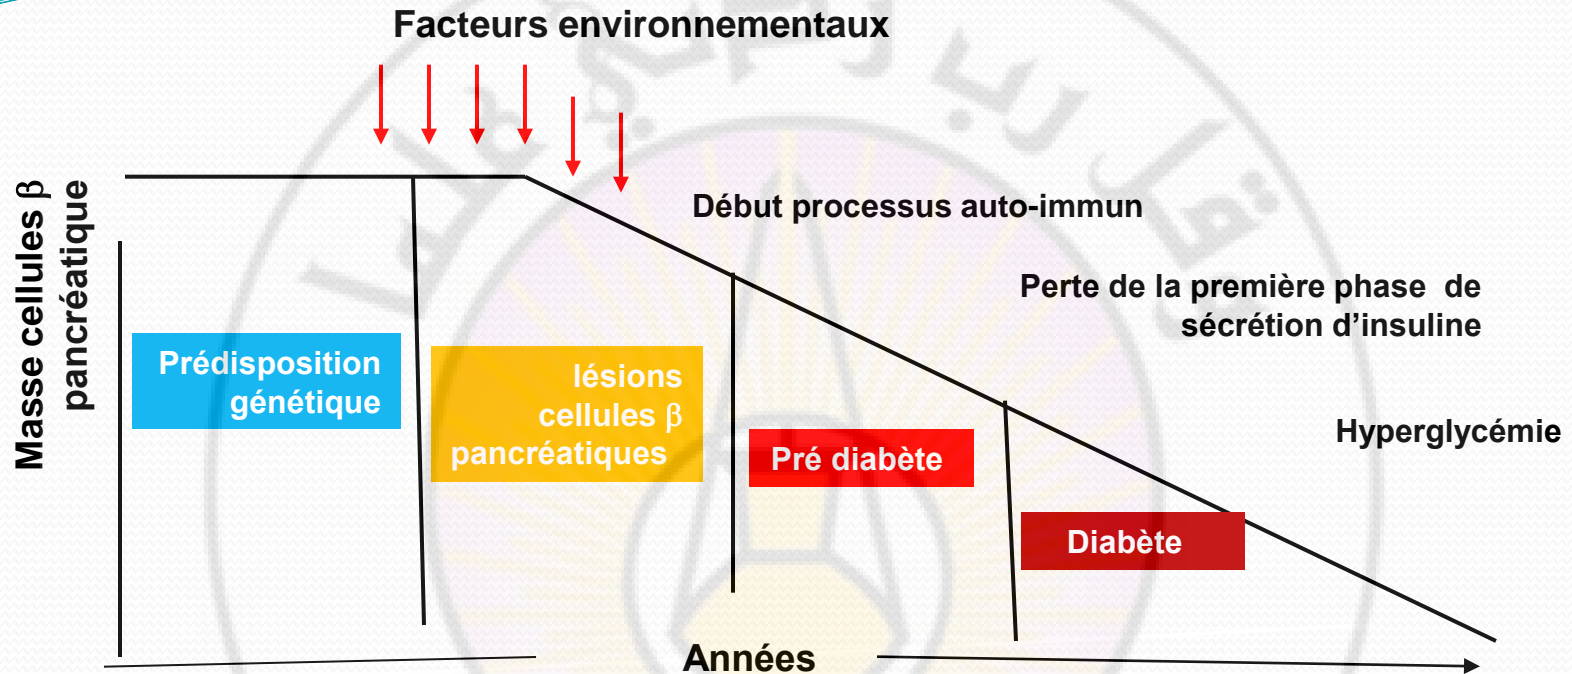 Facteurs environnementaux
Masse cellules β
pancréatique
Début processus auto-immun
Perte de la première phase de
sécrétion d’insuline
Prédisposition
génétique
lésions
cellules β
pancréatiques
Pré diabète
Hyperglycémie
Diabète
Années